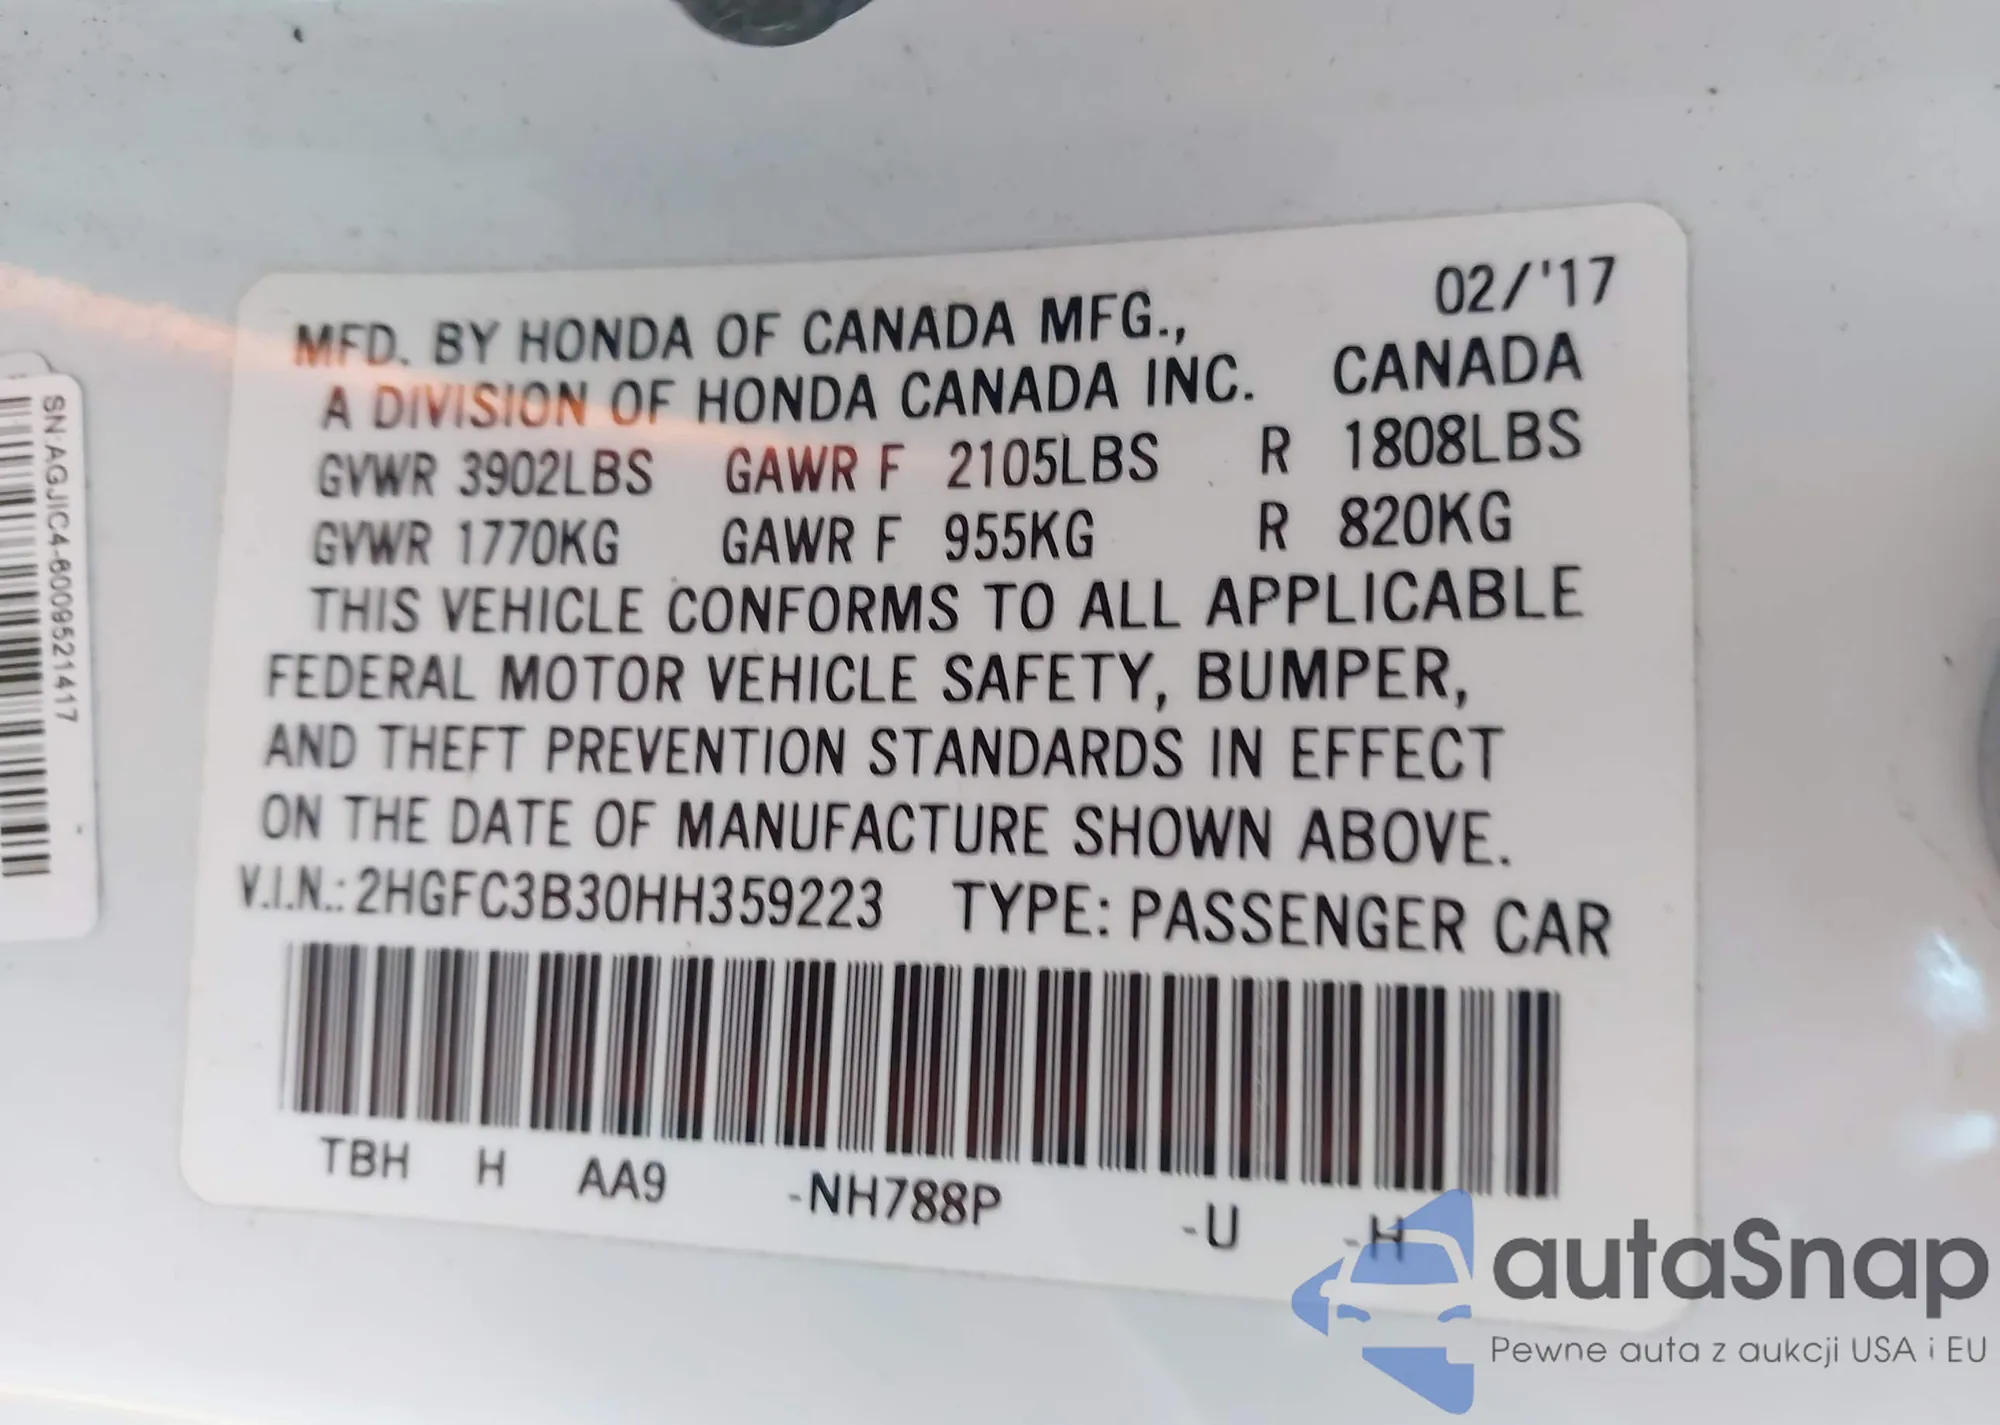 02/'17
MFD. BY HONDA OF CANADA MFG.,
A DIVISION OF HONDA CANADA INC. CANADA
GVWR 3902LBS GAWR F 2105LBS R 1808LBS
GVWR 1770KG GAWR F 955KG R 820KG
THIS VEHICLE CONFORMS TO ALL APPLICABLE
FEDERAL MOTOR VEHICLE SAFETY, BUMPER,
AND THEFT PREVENTION STANDARDS IN EFFECT
ON THE DATE OF MANUFACTURE SHOWN ABOVE.
V.I.N.: 2HGFC3B30HH359223 TYPE: PASSENGER CAR
TBH H AA9 -NH788P -U -H
SN:AGJIC4-6009521417
autaSnap
Pewne auta z aukcji USA i EU